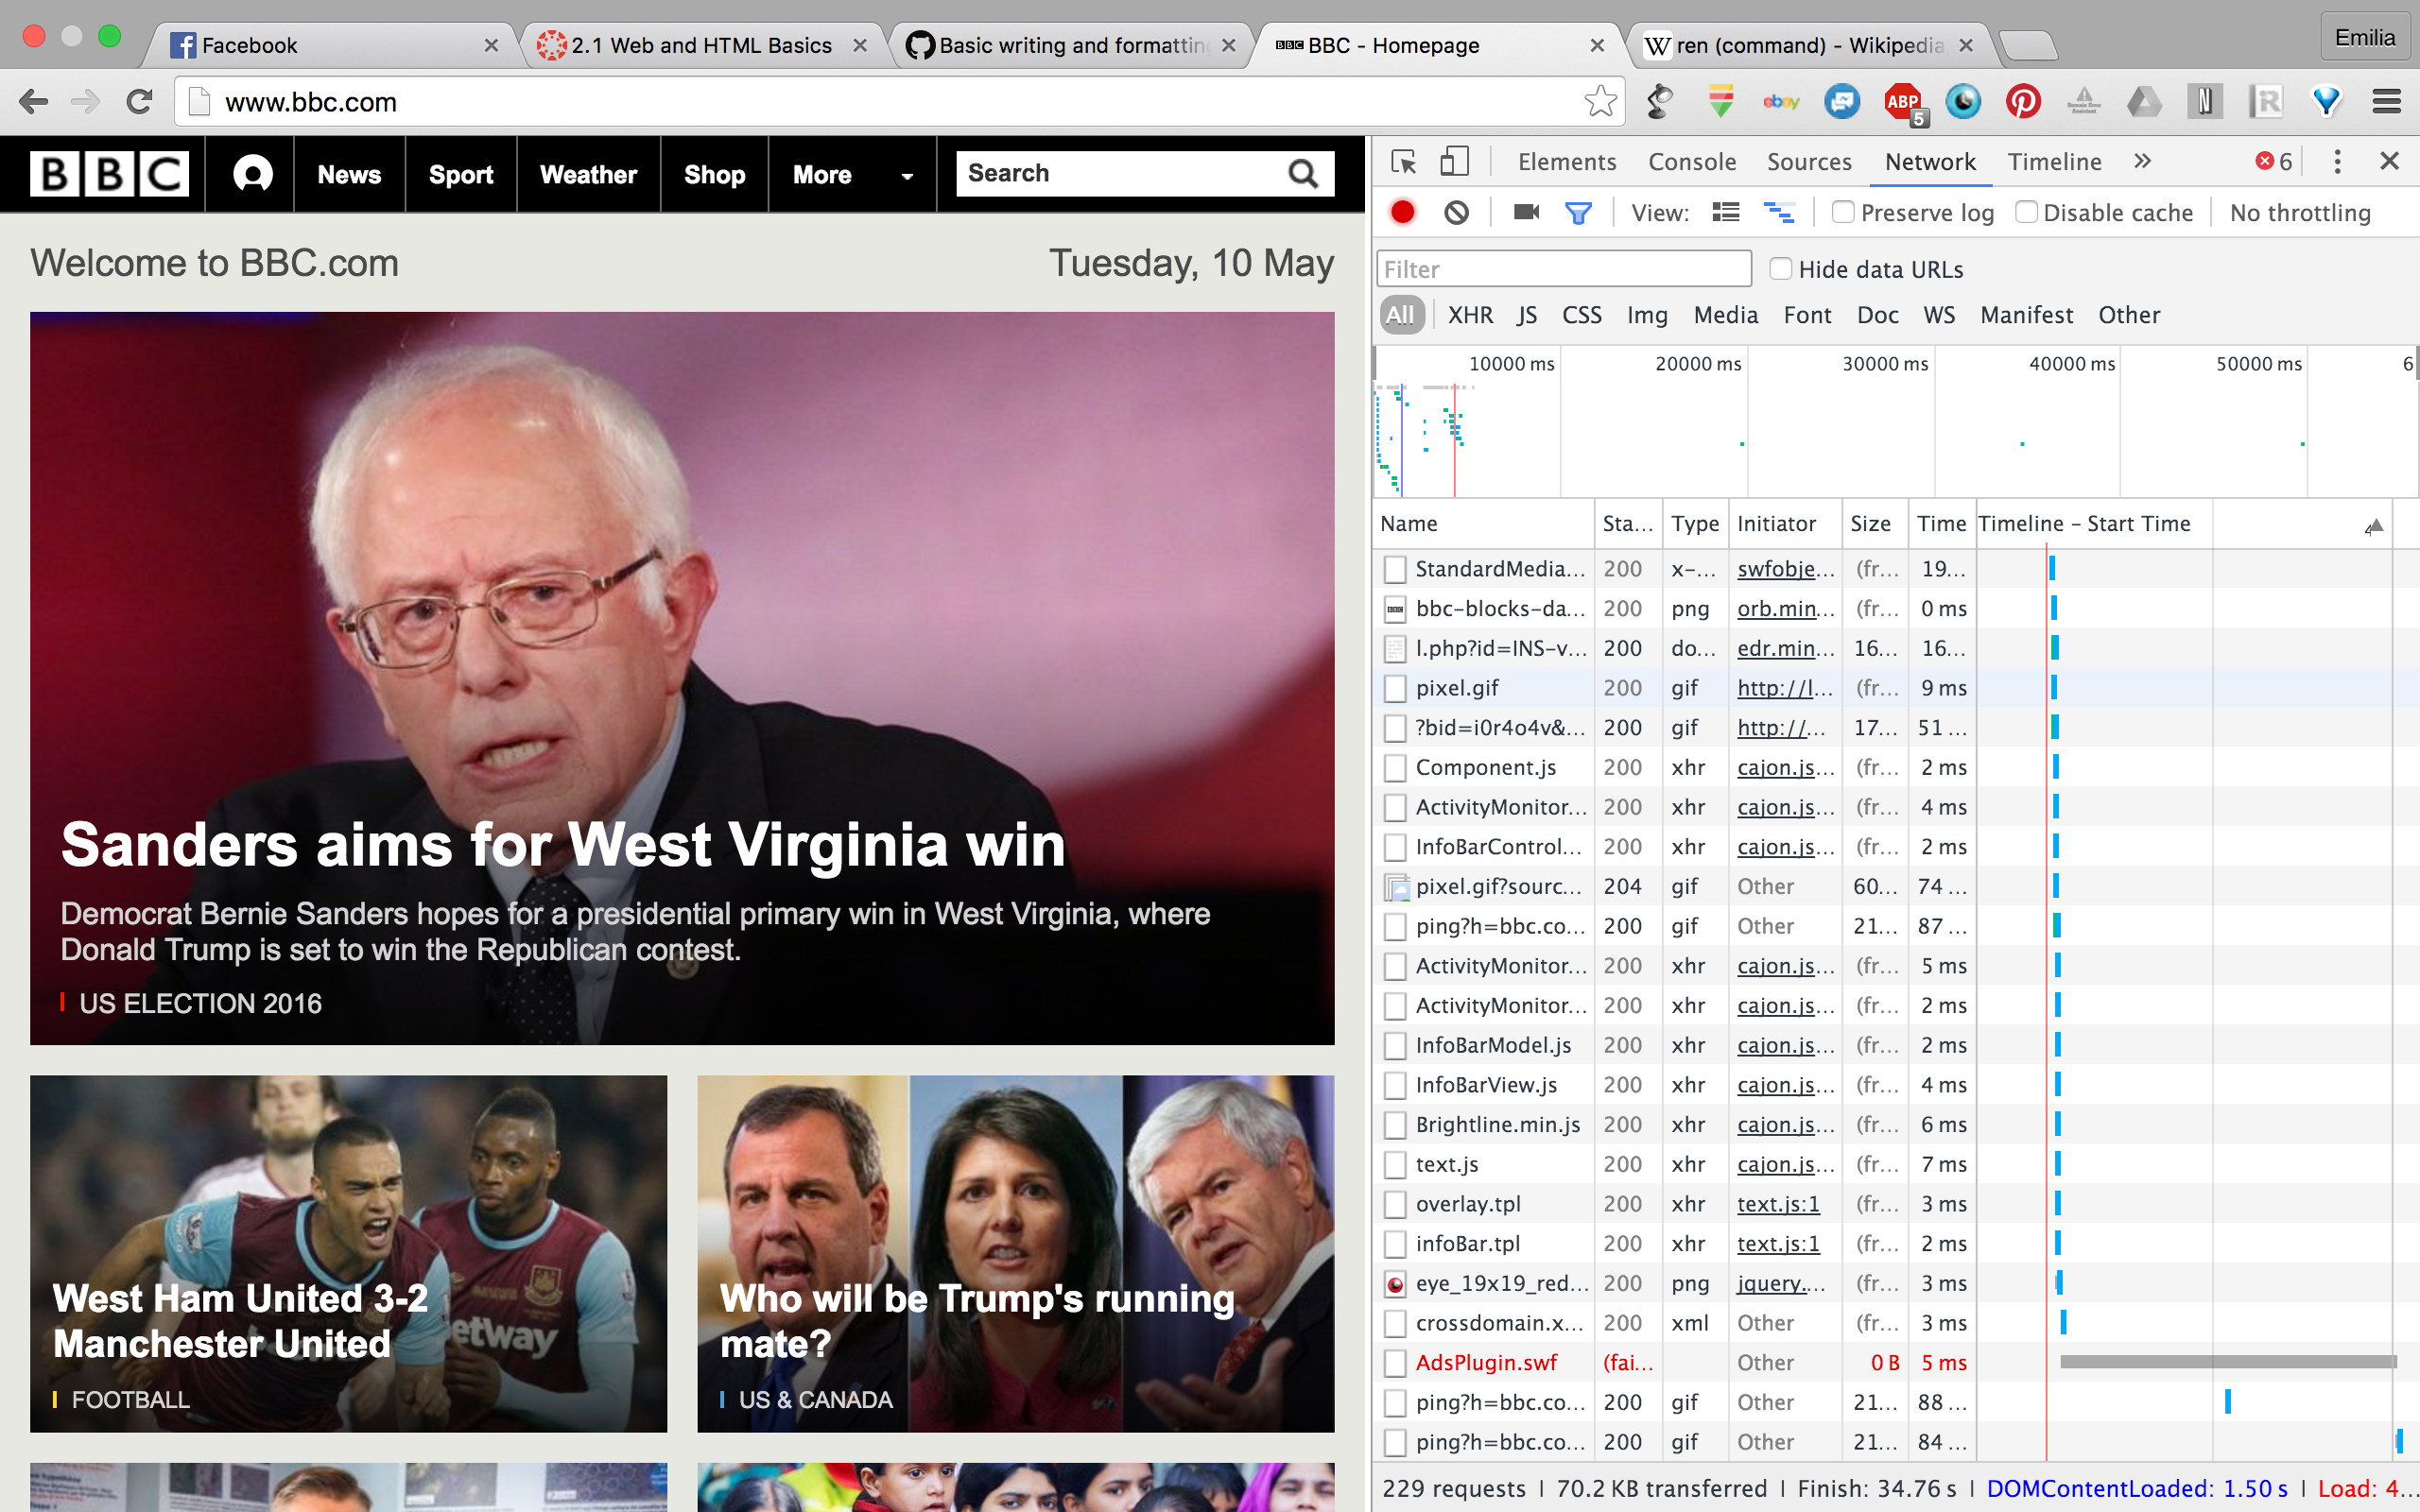 Facebook
2.1 Web and HTML Basics
Basic writing and formatting
BBC - Homepage
W ren (command) - Wikipedia
Emilia
www.bbc.com
ebay
ABP
5
N
R
BBC
News
Sport
Weather
Shop
More
Search
Welcome to BBC.com
Tuesday, 10 May
Sanders aims for West Virginia win
Democrat Bernie Sanders hopes for a presidential primary win in West Virginia, where
Donald Trump is set to win the Republican contest.
US ELECTION 2016
etway
West Ham United 3-2
Manchester United
FOOTBALL
Who will be Trump's running
mate?
US & CANADA
Elements Console Sources Network Timeline » 6
View: Preserve log Disable cache No throttling
Filter Hide data URLs
All XHR JS CSS Img Media Font Doc WS Manifest Other
10000 ms 20000 ms 30000 ms 40000 ms 50000 ms 6
Name Sta... Type Initiator Size Time Timeline – Start Time 4
StandardMedia... 200 x-... swfobje... (fr... 19...
bbc-blocks-da... 200 png orb.min... (fr... 0 ms
l.php?id=INS-v... 200 do... edr.min... 16... 16...
pixel.gif 200 gif http://l... (fr... 9 ms
?bid=i0r4o4v&... 200 gif http://... 17... 51 ...
Component.js 200 xhr cajon.js... (fr... 2 ms
ActivityMonitor... 200 xhr cajon.js... (fr... 4 ms
InfoBarControl... 200 xhr cajon.js... (fr... 2 ms
pixel.gif?sourc... 204 gif Other 60... 74 ...
ping?h=bbc.co... 200 gif Other 21... 87 ...
ActivityMonitor... 200 xhr cajon.js... (fr... 5 ms
ActivityMonitor... 200 xhr cajon.js... (fr... 2 ms
InfoBarModel.js 200 xhr cajon.js... (fr... 2 ms
InfoBarView.js 200 xhr cajon.js... (fr... 4 ms
Brightline.min.js 200 xhr cajon.js... (fr... 6 ms
text.js 200 xhr cajon.js... (fr... 7 ms
overlay.tpl 200 xhr text.js:1 (fr... 3 ms
infoBar.tpl 200 xhr text.js:1 (fr... 2 ms
eye_19x19_red... 200 png jquery.... (fr... 3 ms
crossdomain.x... 200 xml Other (fr... 3 ms
AdsPlugin.swf (fai... Other 0 B 5 ms
ping?h=bbc.co... 200 gif Other 21... 88 ...
ping?h=bbc.co... 200 gif Other 21... 84 ...
229 requests | 70.2 KB transferred | Finish: 34.76 s | DOMContentLoaded: 1.50 s | Load: 4...